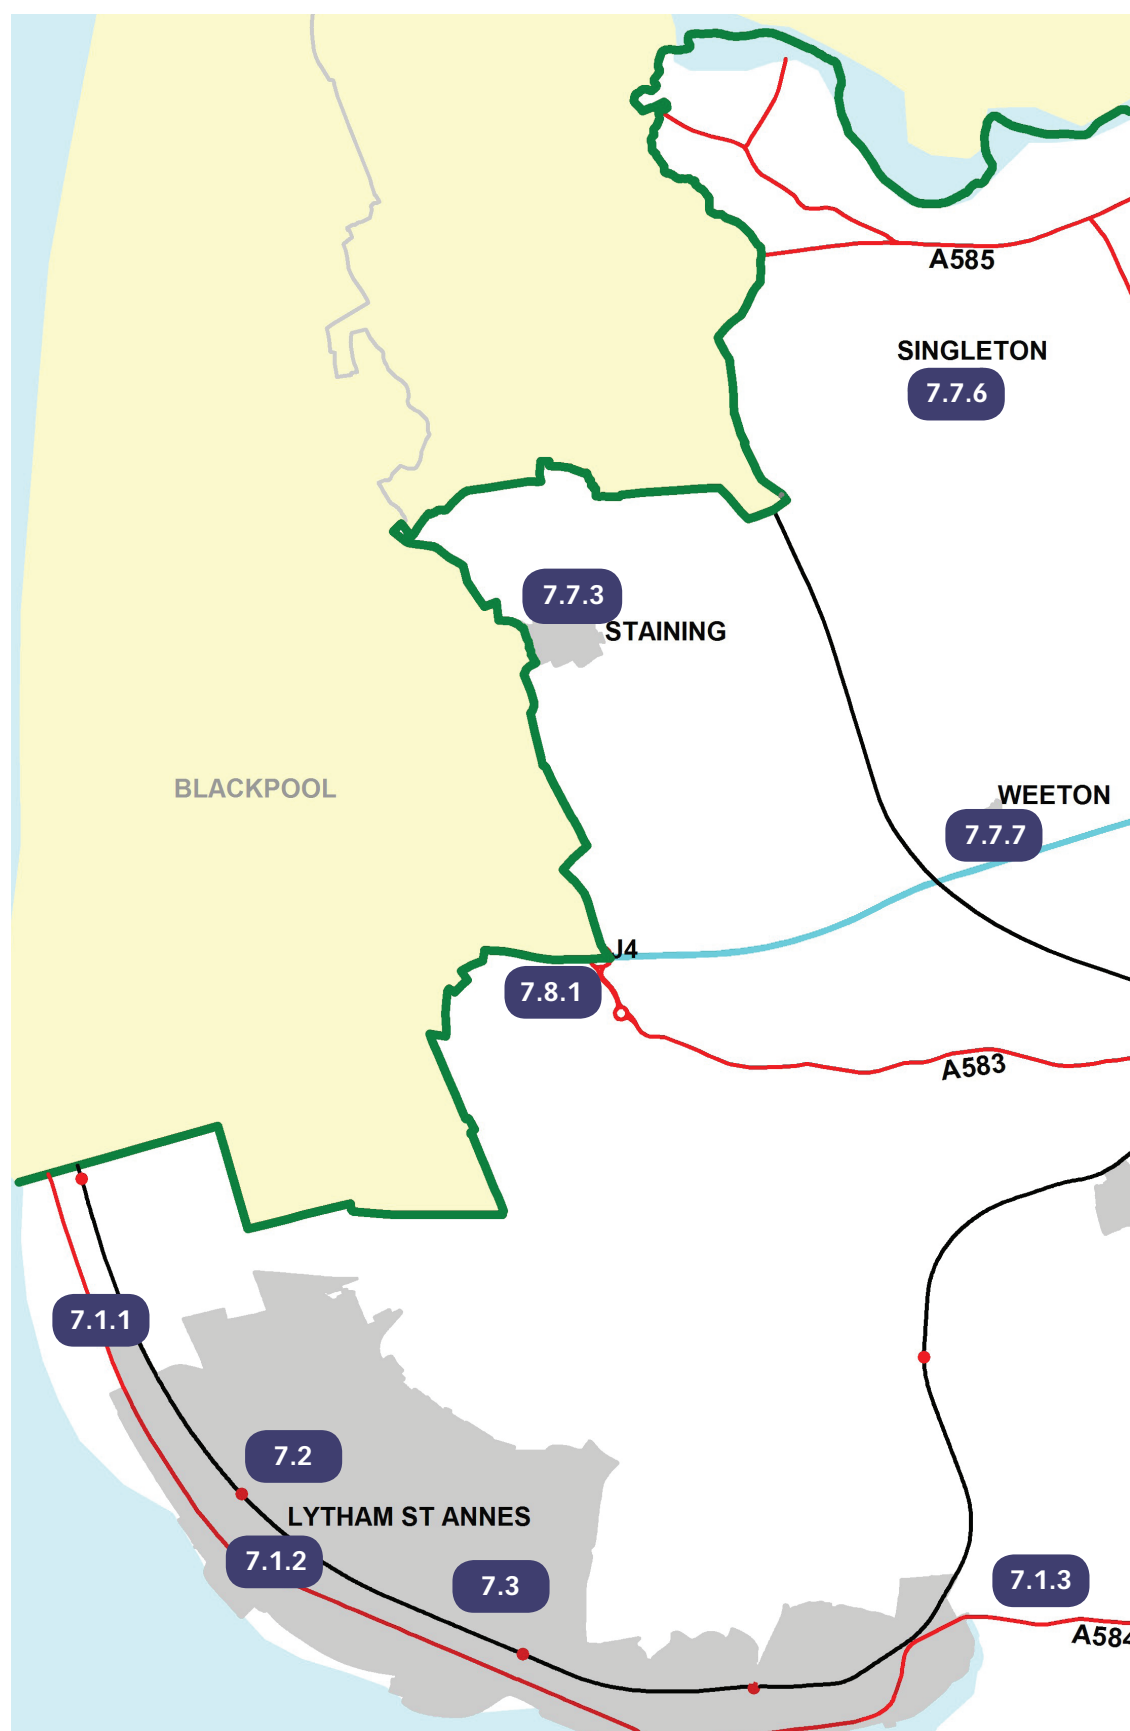 A585
SINGLETON
7.7.6
7.7.3
STAINING
BLACKPOOL
WEETON
7.7.7
J4
7.8.1
A583
7.1.1
7.2
LYTHAM ST ANNES
7.1.2
7.3
7.1.3
A584